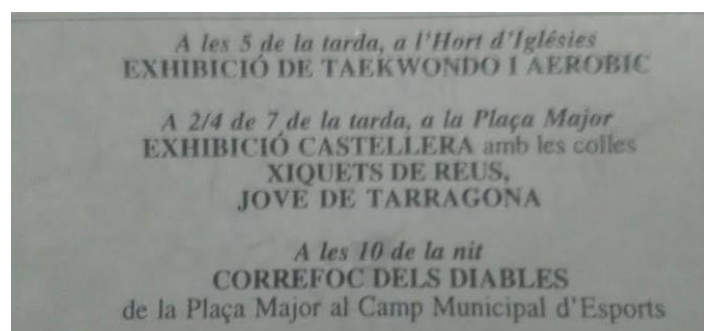 A les 5 de la tarda, a l'Hort d'Iglésies
EXHIBICIÓ DE TAEKWONDO I AEROBIC
A 2/4 de 7 de la tarda, a la Plaça Major
EXHIBICIÓ CASTELLERA amb les colles
XIQUETS DE REUS,
JOVE DE TARRAGONA
A les 10 de la nit
CORREFOC DELS DIABLES
de la Plaça Major al Camp Municipal d'Esports